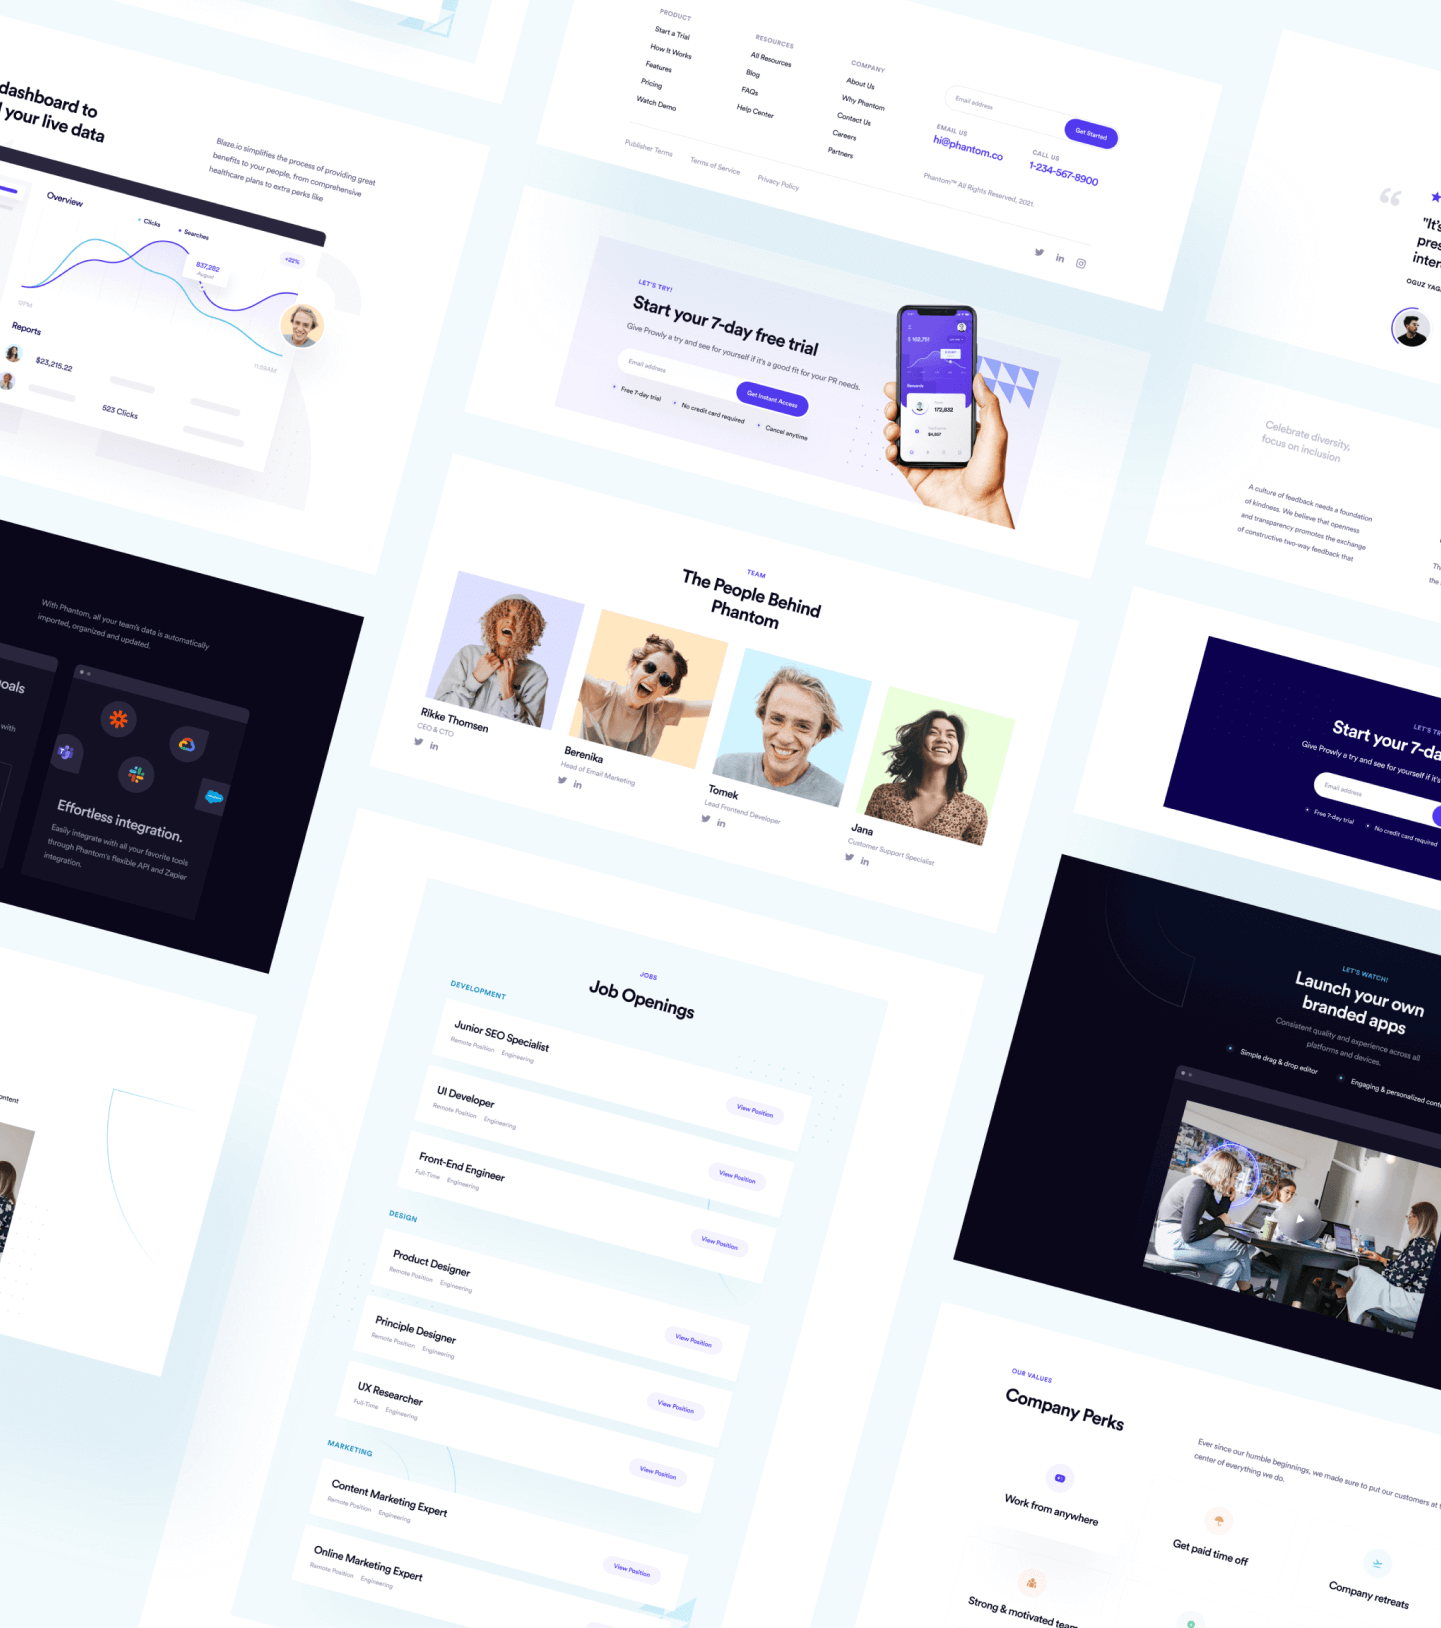 dashboard to
your live data
Blaze.io simplifies the process of providing great
benefits to your people, from comprehensive
healthcare plans to extra perks like
Overview
Clicks
Searches
+22%
837,282
August
12PM
11:59AM
Reports
$23,215.22
523 Clicks
PRODUCT
Start a Trial
How It Works
Features
Pricing
Watch Demo
RESOURCES
All Resources
Blog
FAQs
Help Center
COMPANY
About Us
Why Phantom
Contact Us
Careers
Partners
Email address
Get Started
EMAIL US
hi@phantom.co
CALL US
1-234-567-8900
Publisher Terms
Terms of Service
Privacy Policy
Phantom™ All Rights Reserved, 2021.
"It's
pres
inter
OGUZ YAG
LET'S TRY!
Start your 7-day free trial
Give Prowly a try and see for yourself if it's a good fit for your PR needs.
Email address
Get Instant Access
Free 7-day trial
No credit card required
Cancel anytime
$ 162,751
Rewards
172,832
$4,807
Celebrate diversity,
focus on inclusion
A culture of feedback needs a foundation
of kindness. We believe that openness
and transparency promotes the exchange
of constructive two-way feedback that
Th
the
TEAM
The People Behind
Phantom
Rikke Thomsen
CEO & CTO
Berenika
Head of Email Marketing
Tomek
Lead Frontend Developer
Jana
Customer Support Specialist
With Phantom, all your team's data is automatically
imported, organized and updated.
oals
with
Effortless integration.
Easily integrate with all your favorite tools
through Phantom's flexible API and Zapier
integration.
LET'S TR
Start your 7-da
Give Prowly a try and see for yourself if it's
Email address
Free 7-day trial
No credit card required
LET'S WATCH!
Launch your own
branded apps
Consistent quality and experience across all
platforms and devices.
Simple drag & drop editor
Engaging & personalized conte
ontent
JOBS
Job Openings
DEVELOPMENT
Junior SEO Specialist
Remote Position Engineering
View Position
UI Developer
Remote Position Engineering
View Position
Front-End Engineer
Full-Time Engineering
View Position
DESIGN
Product Designer
Remote Position Engineering
View Position
Principle Designer
Remote Position Engineering
View Position
UX Researcher
Full-Time Engineering
View Position
MARKETING
Content Marketing Expert
Remote Position Engineering
View Position
Online Marketing Expert
Remote Position Engineering
OUR VALUES
Company Perks
Ever since our humble beginnings, we made sure to put our customers at t
center of everything we do.
Work from anywhere
Get paid time off
Company retreats
Strong & motivated team